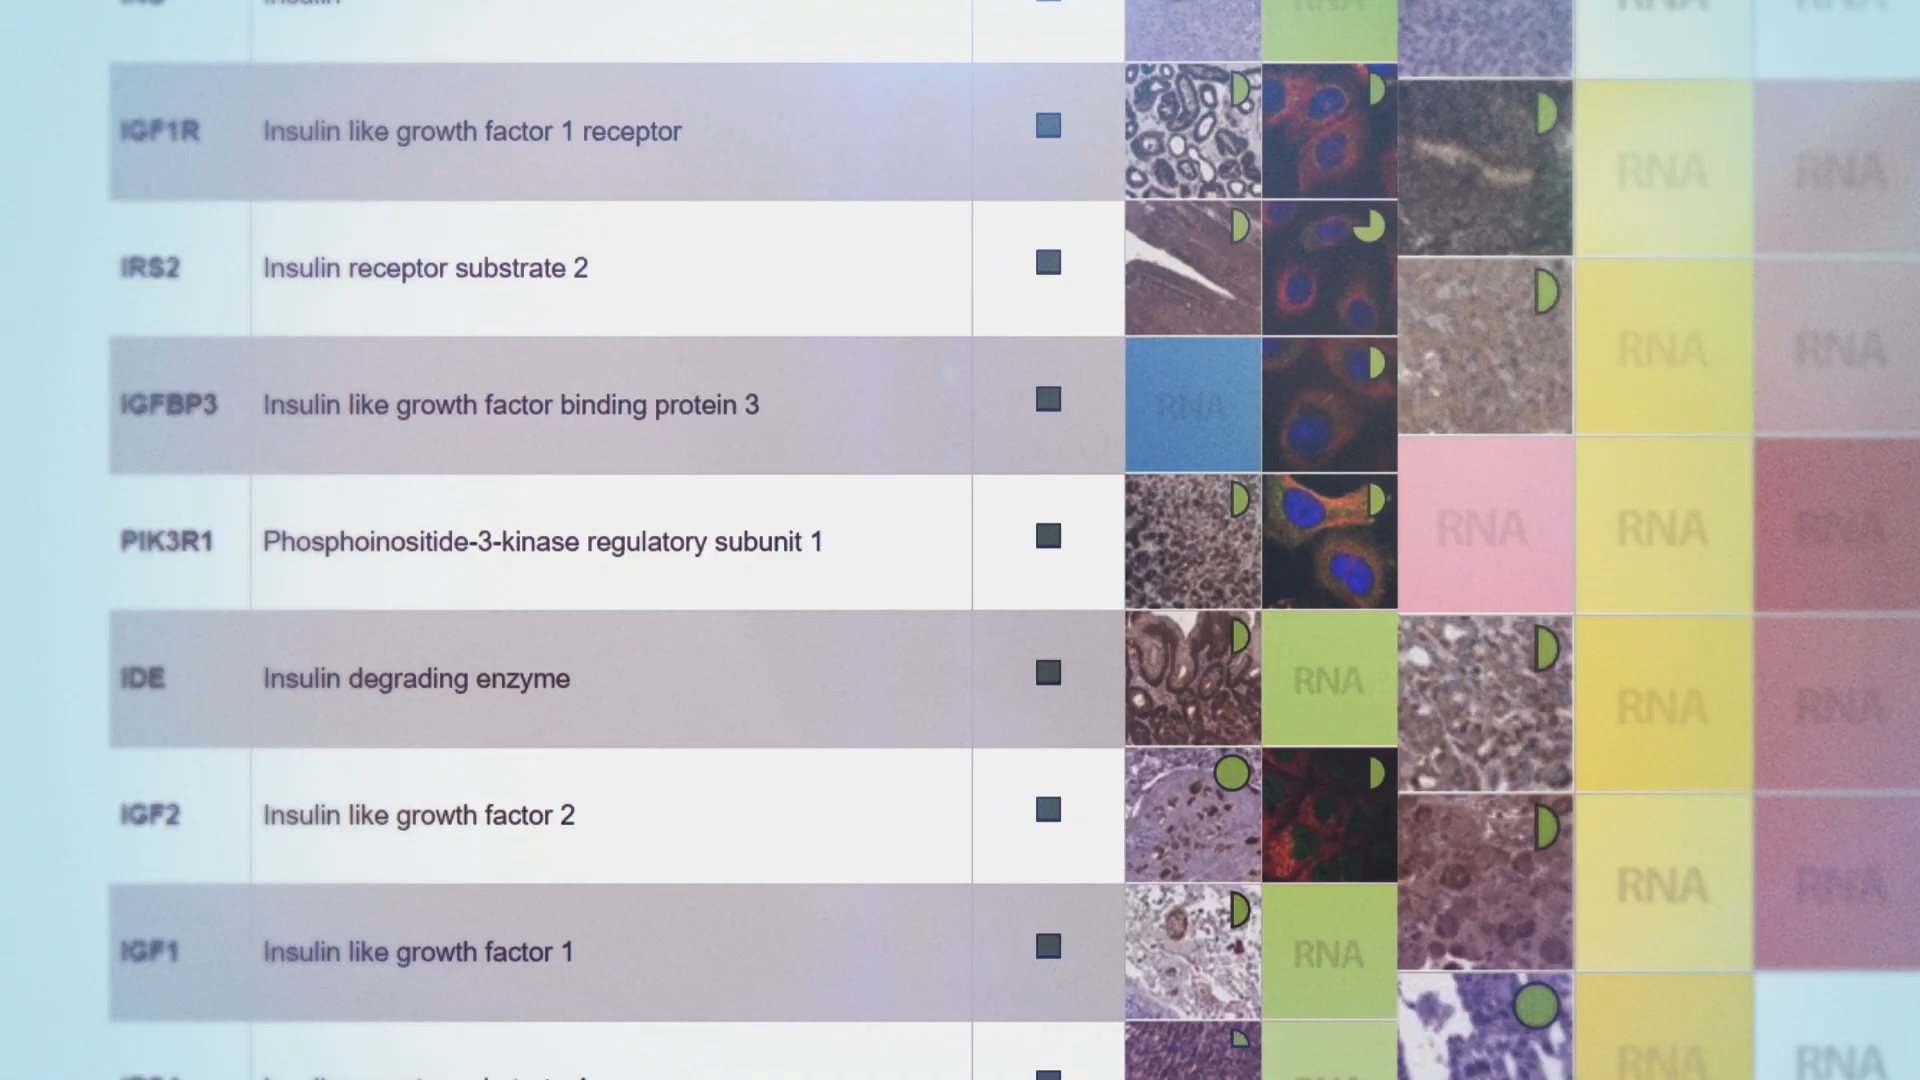 Insulin
RNA RNA RNA
IGF1R Insulin like growth factor 1 receptor
RNA RNA
IRS2 Insulin receptor substrate 2
RNA RNA
IGFBP3 Insulin like growth factor binding protein 3 RNA
PIK3R1 Phosphoinositide-3-kinase regulatory subunit 1
RNA RNA RNA
IDE Insulin degrading enzyme RNA
RNA RNA
IGF2 Insulin like growth factor 2
RNA RNA
IGF1 Insulin like growth factor 1 RNA
RNA RNA